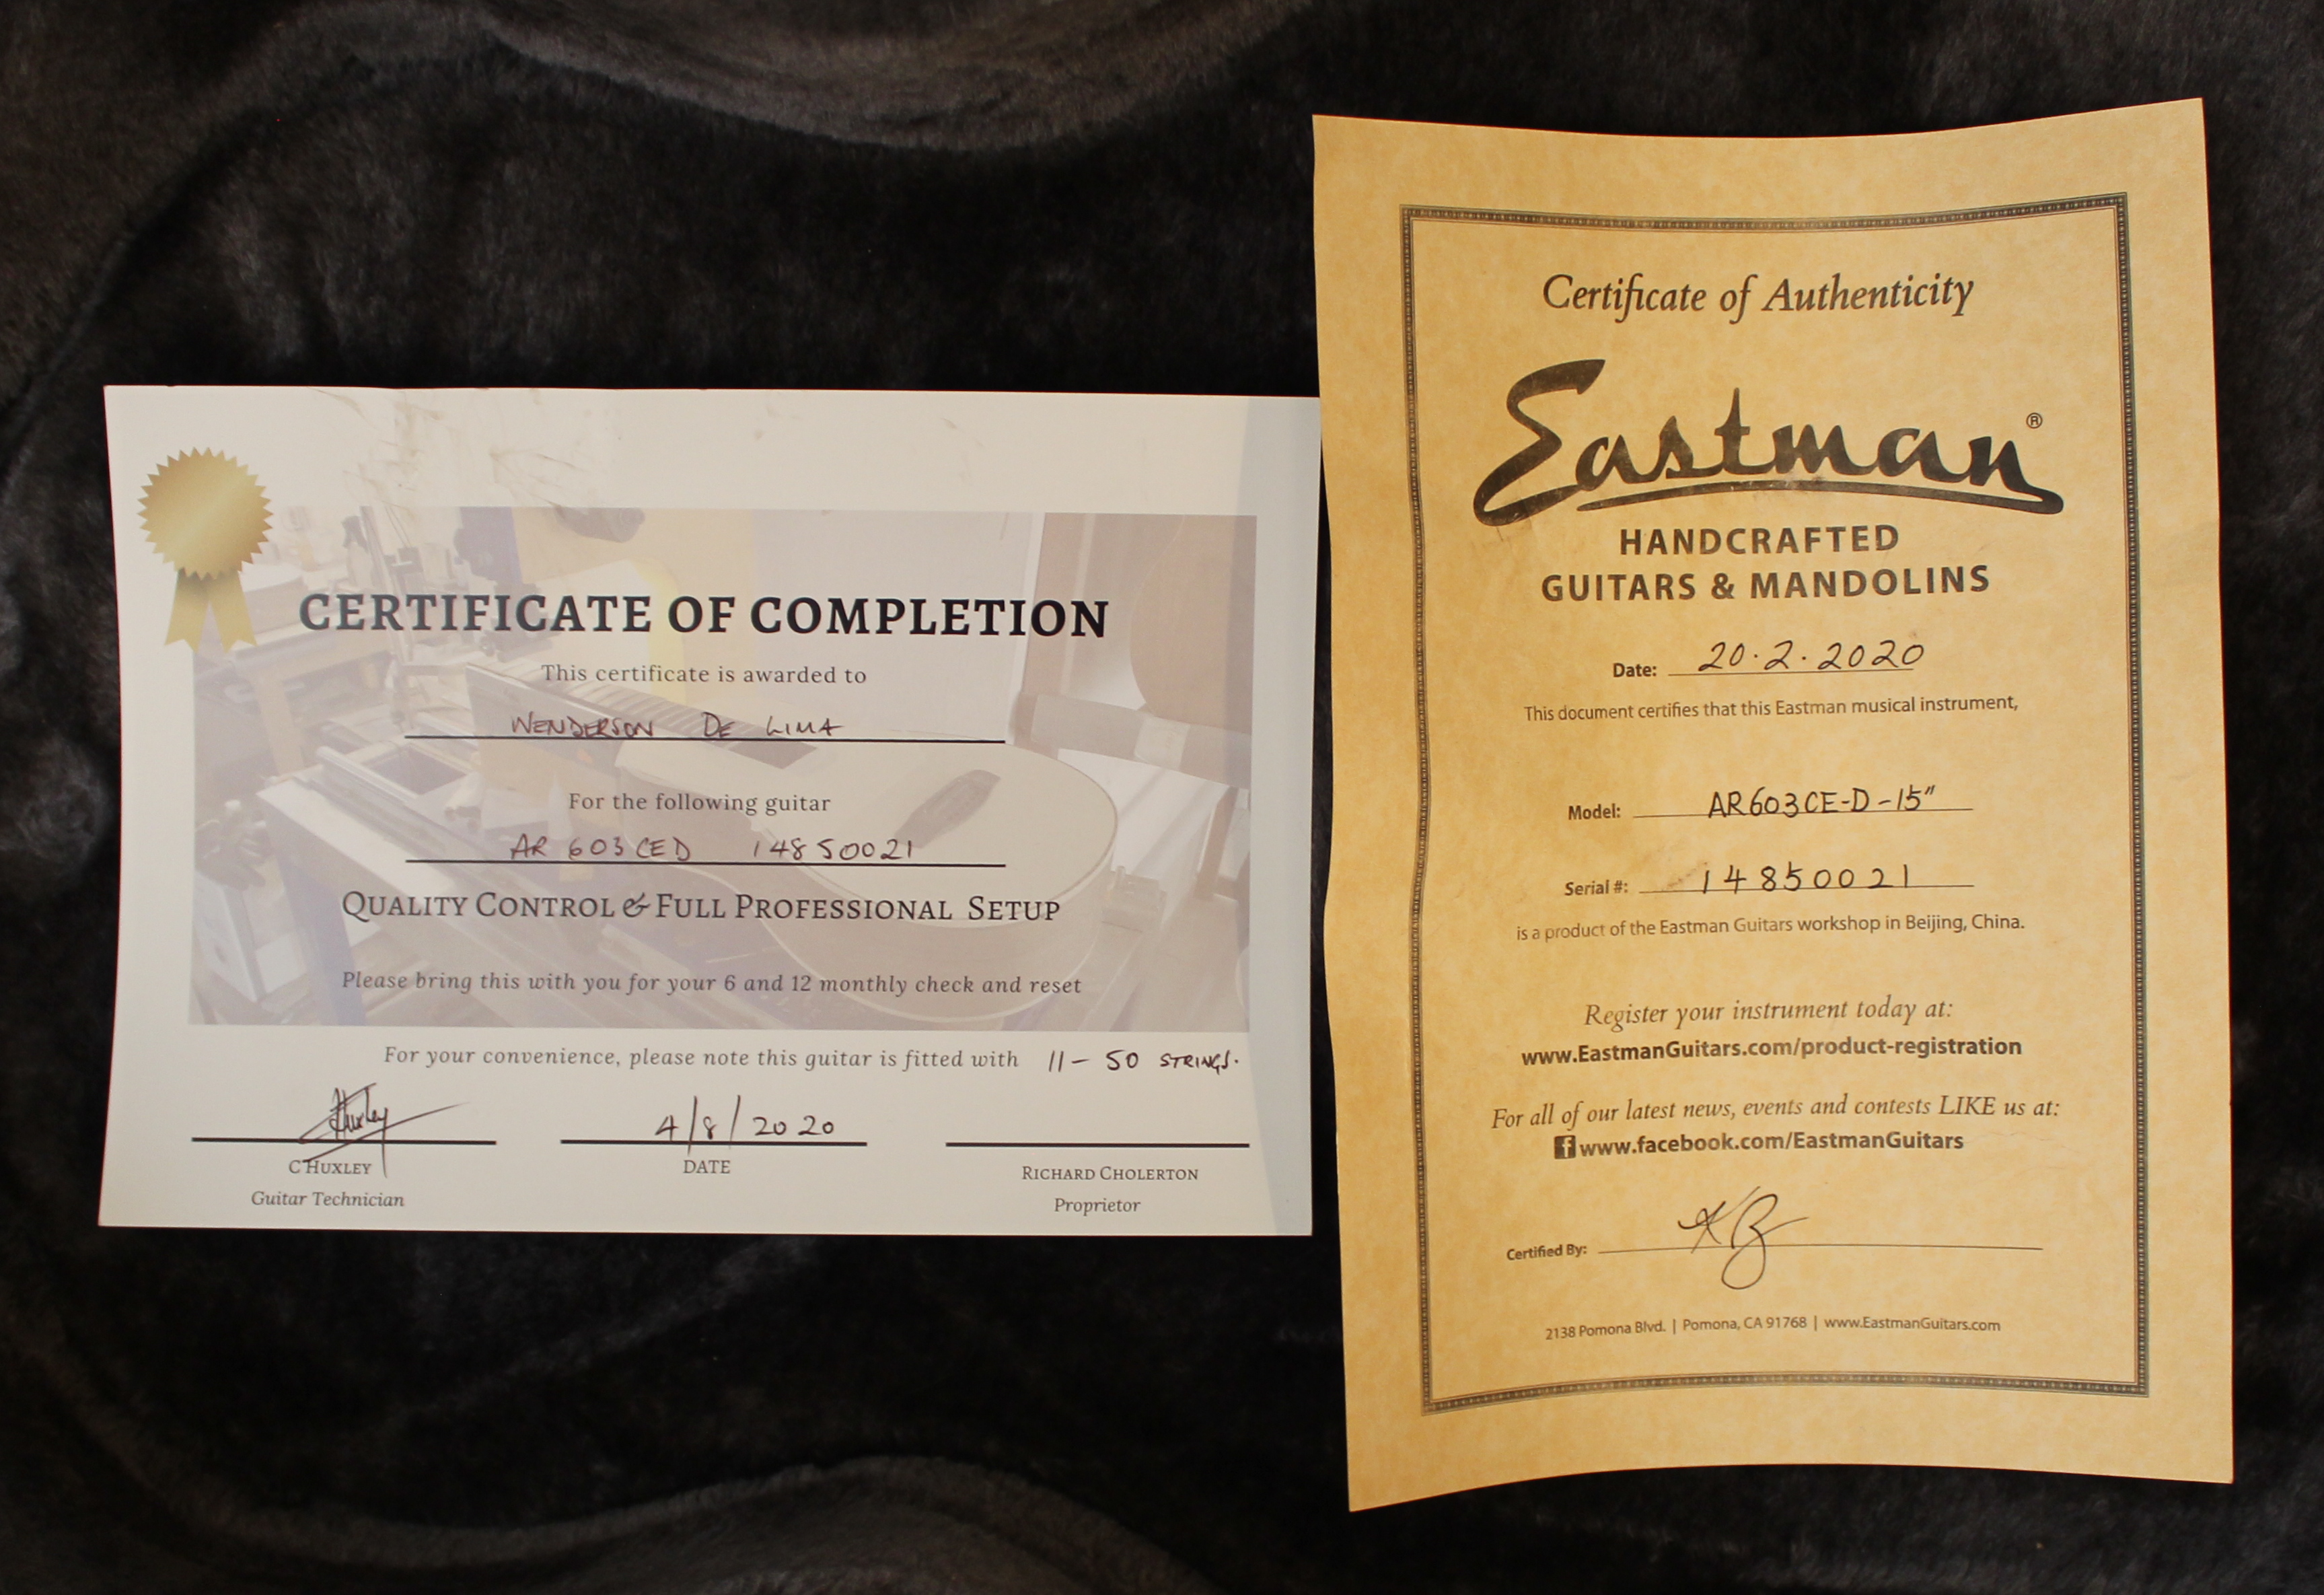 CERTIFICATE OF COMPLETION
This certificate is awarded to
WENDERSON DE LIMA
For the following guitar
AR 603CED 14850021
QUALITY CONTROL & FULL PROFESSIONAL SETUP
Please bring this with you for your 6 and 12 monthly check and reset
For your convenience, please note this guitar is fitted with 11-50 STRINGS.
Huxley
4/8/2020
C HUXLEY
DATE
RICHARD CHOLERTON
Guitar Technician
Proprietor
Certificate of Authenticity
Eastman®
HANDCRAFTED
GUITARS & MANDOLINS
Date: 20.2.2020
This document certifies that this Eastman musical instrument,
Model: AR603CE-D-15"
Serial #: 14850021
is a product of the Eastman Guitars workshop in Beijing, China.
Register your instrument today at:
www.EastmanGuitars.com/product-registration
For all of our latest news, events and contests LIKE us at:
f www.facebook.com/EastmanGuitars
Certified By:
2138 Pomona Blvd. | Pomona, CA 91768 | www.EastmanGuitars.com